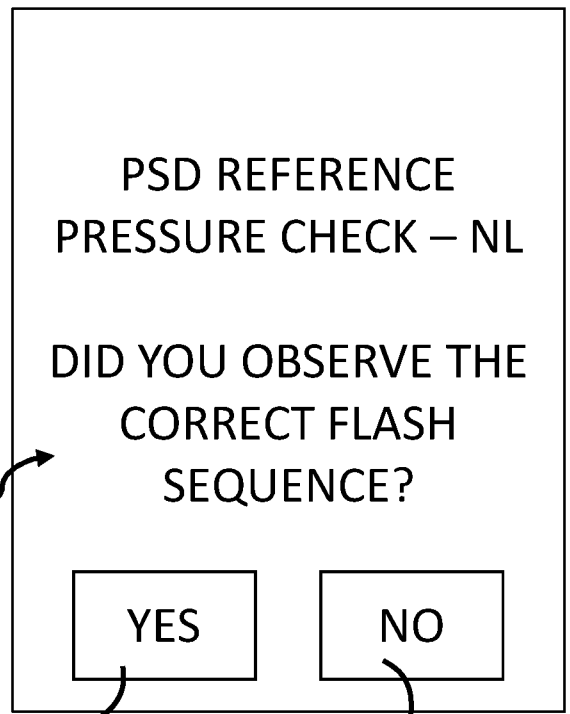 PSD REFERENCE
PRESSURE CHECK – NL
DID YOU OBSERVE THE
CORRECT FLASH
SEQUENCE?
YES NO